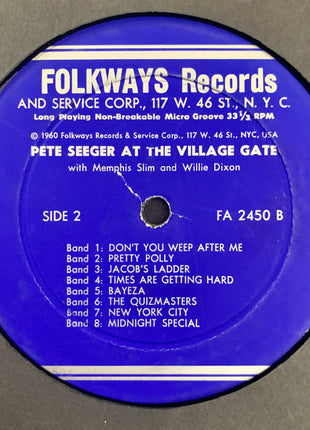 FOLKWAYS Records
AND SERVICE CORP., 117 W. 46 ST., N. Y. C.
Long Playing Non-Breakable Micro Groove 33 1/3 RPM
© 1960 Folkways Records & Service Corp., 117 W. 46 St., NYC, USA
PETE SEEGER AT THE VILLAGE GATE
with Memphis Slim and Willie Dixon
SIDE 2 FA 2450 B
Band 1: DON'T YOU WEEP AFTER ME
Band 2: PRETTY POLLY
Band 3: JACOB'S LADDER
Band 4: TIMES ARE GETTING HARD
Band 5: BAYEZA
Band 6: THE QUIZMASTERS
Band 7: NEW YORK CITY
Band 8: MIDNIGHT SPECIAL